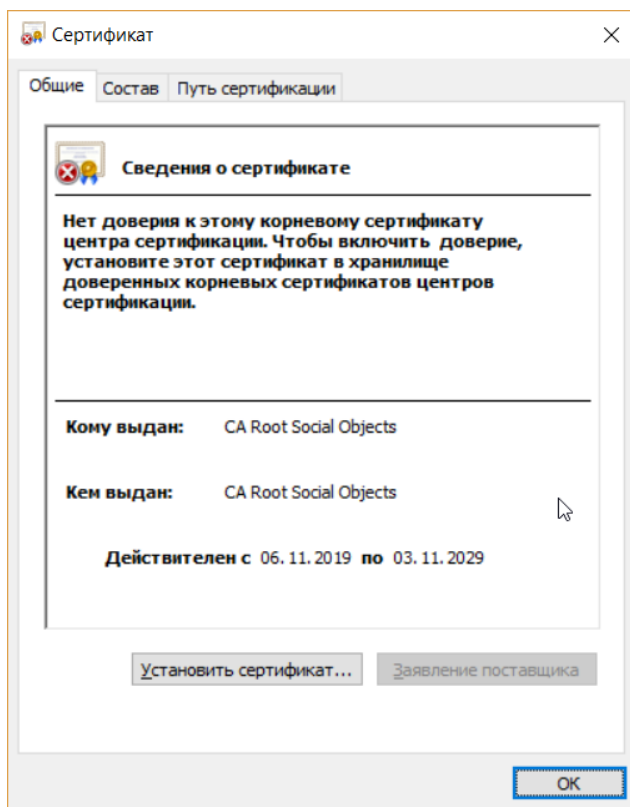 Сертификат
Общие Состав Путь сертификации
Сведения о сертификате
Нет доверия к этому корневому сертификату
центра сертификации. Чтобы включить доверие,
установите этот сертификат в хранилище
доверенных корневых сертификатов центров
сертификации.
Кому выдан: CA Root Social Objects
Кем выдан: CA Root Social Objects
Действителен с 06.11.2019 по 03.11.2029
Установить сертификат... Заявление поставщика
OK